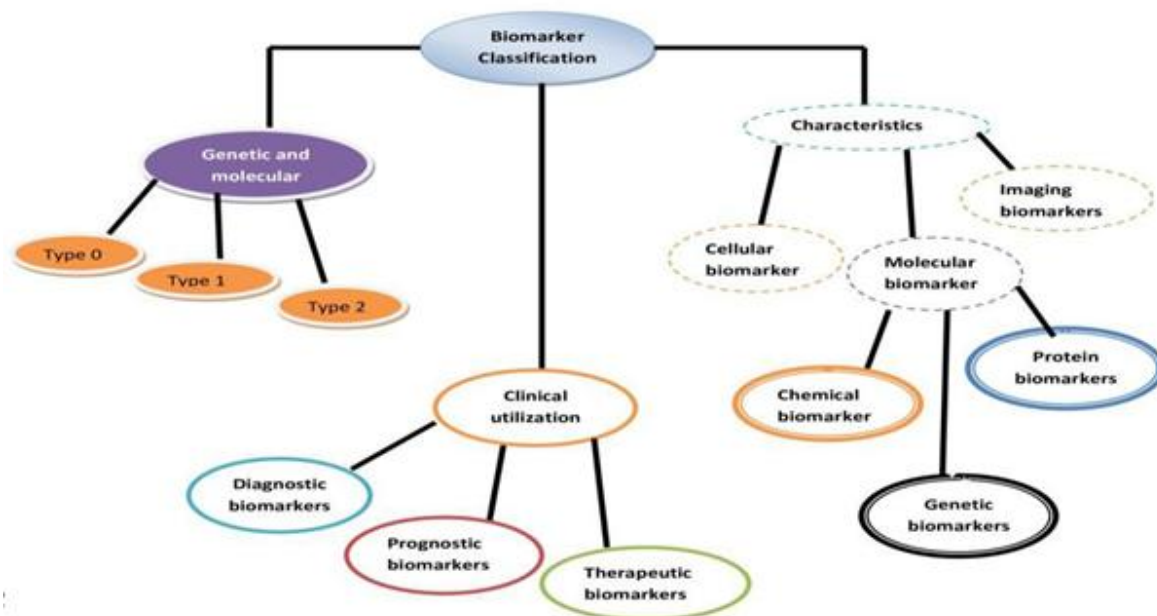 Biomarker
Classification
Genetic and
molecular
Type 0
Type 1
Type 2
Characteristics
Imaging
biomarkers
Cellular
biomarker
Molecular
biomarker
Chemical
biomarker
Protein
biomarkers
Genetic
biomarkers
Clinical
utilization
Diagnostic
biomarkers
Prognostic
biomarkers
Therapeutic
biomarkers